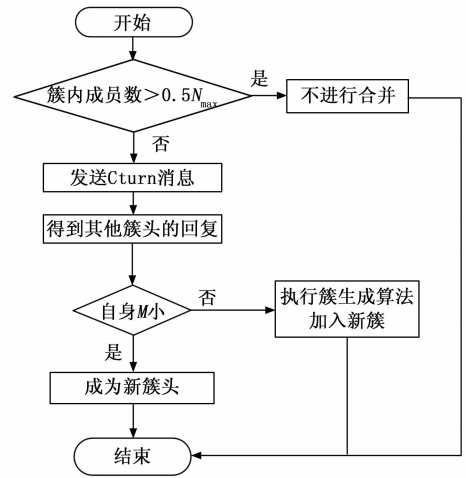 开始
簇内成员数>0.5Nmax
是
不进行合并
否
发送Cturn消息
得到其他簇头的回复
自身M小
否
执行簇生成算法
加入新簇
是
成为新簇头
结束